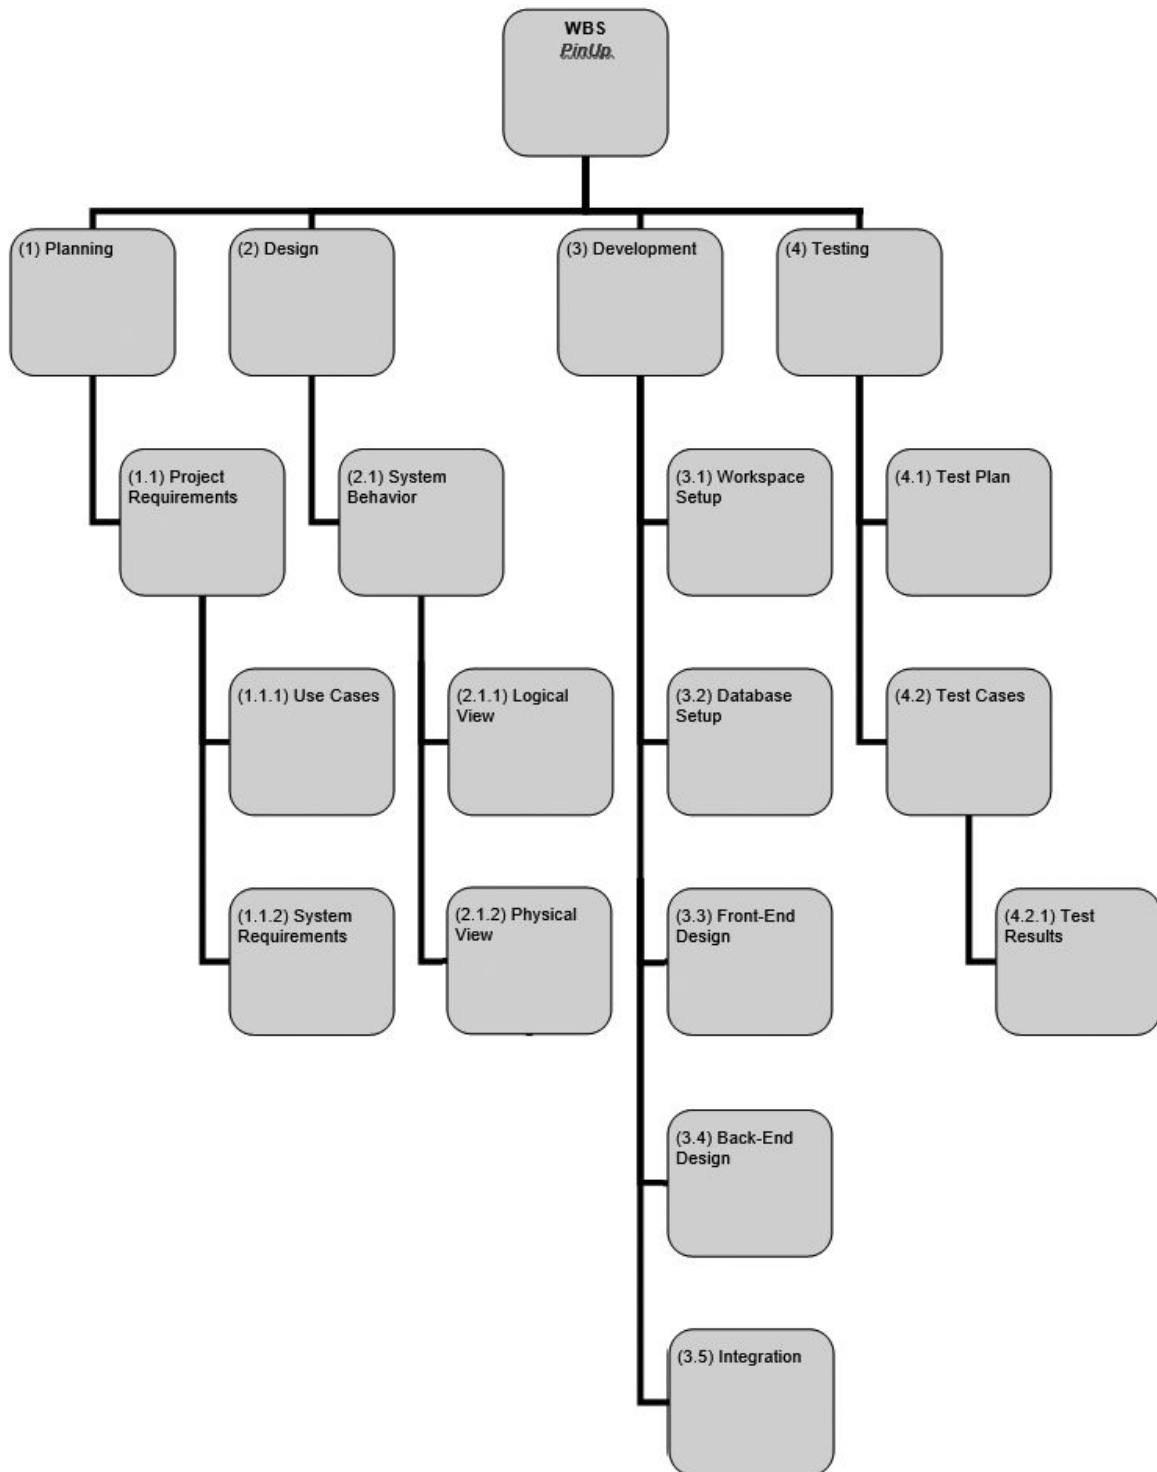 WBS
PinUp
(1) Planning
(2) Design
(3) Development
(4) Testing
(1.1) Project
Requirements
(2.1) System
Behavior
(3.1) Workspace
Setup
(4.1) Test Plan
(1.1.1) Use Cases
(2.1.1) Logical
View
(3.2) Database
Setup
(4.2) Test Cases
(1.1.2) System
Requirements
(2.1.2) Physical
View
(3.3) Front-End
Design
(4.2.1) Test
Results
(3.4) Back-End
Design
(3.5) Integration